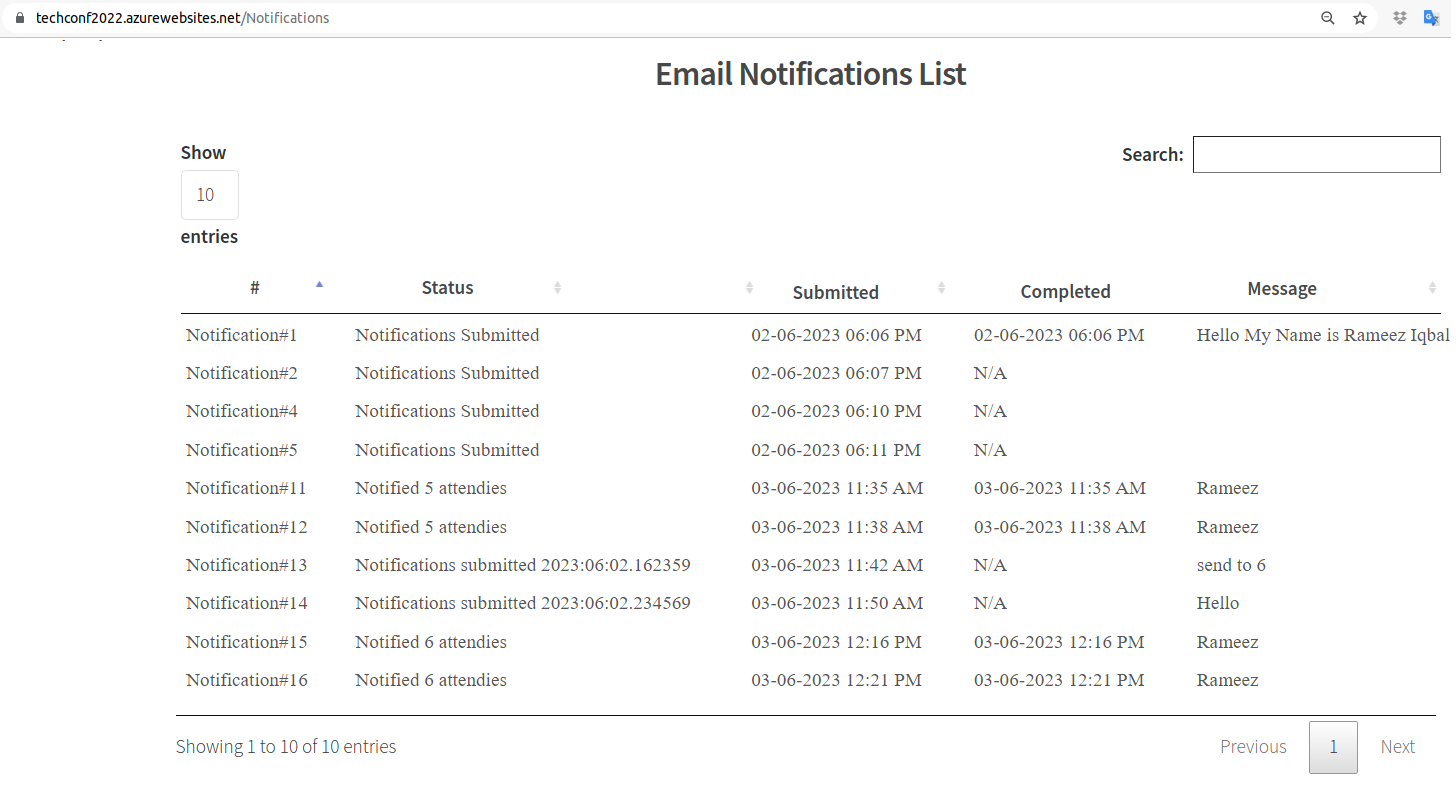 techconf2022.azurewebsites.net/Notifications
Email Notifications List
Show
10
entries
Search:
# Status Submitted Completed Message
Notification#1 Notifications Submitted 02-06-2023 06:06 PM 02-06-2023 06:06 PM Hello My Name is Rameez Iqbal
Notification#2 Notifications Submitted 02-06-2023 06:07 PM N/A
Notification#4 Notifications Submitted 02-06-2023 06:10 PM N/A
Notification#5 Notifications Submitted 02-06-2023 06:11 PM N/A
Notification#11 Notified 5 attendies 03-06-2023 11:35 AM 03-06-2023 11:35 AM Rameez
Notification#12 Notified 5 attendies 03-06-2023 11:38 AM 03-06-2023 11:38 AM Rameez
Notification#13 Notifications submitted 2023:06:02.162359 03-06-2023 11:42 AM N/A send to 6
Notification#14 Notifications submitted 2023:06:02.234569 03-06-2023 11:50 AM N/A Hello
Notification#15 Notified 6 attendies 03-06-2023 12:16 PM 03-06-2023 12:16 PM Rameez
Notification#16 Notified 6 attendies 03-06-2023 12:21 PM 03-06-2023 12:21 PM Rameez
Showing 1 to 10 of 10 entries
Previous 1 Next